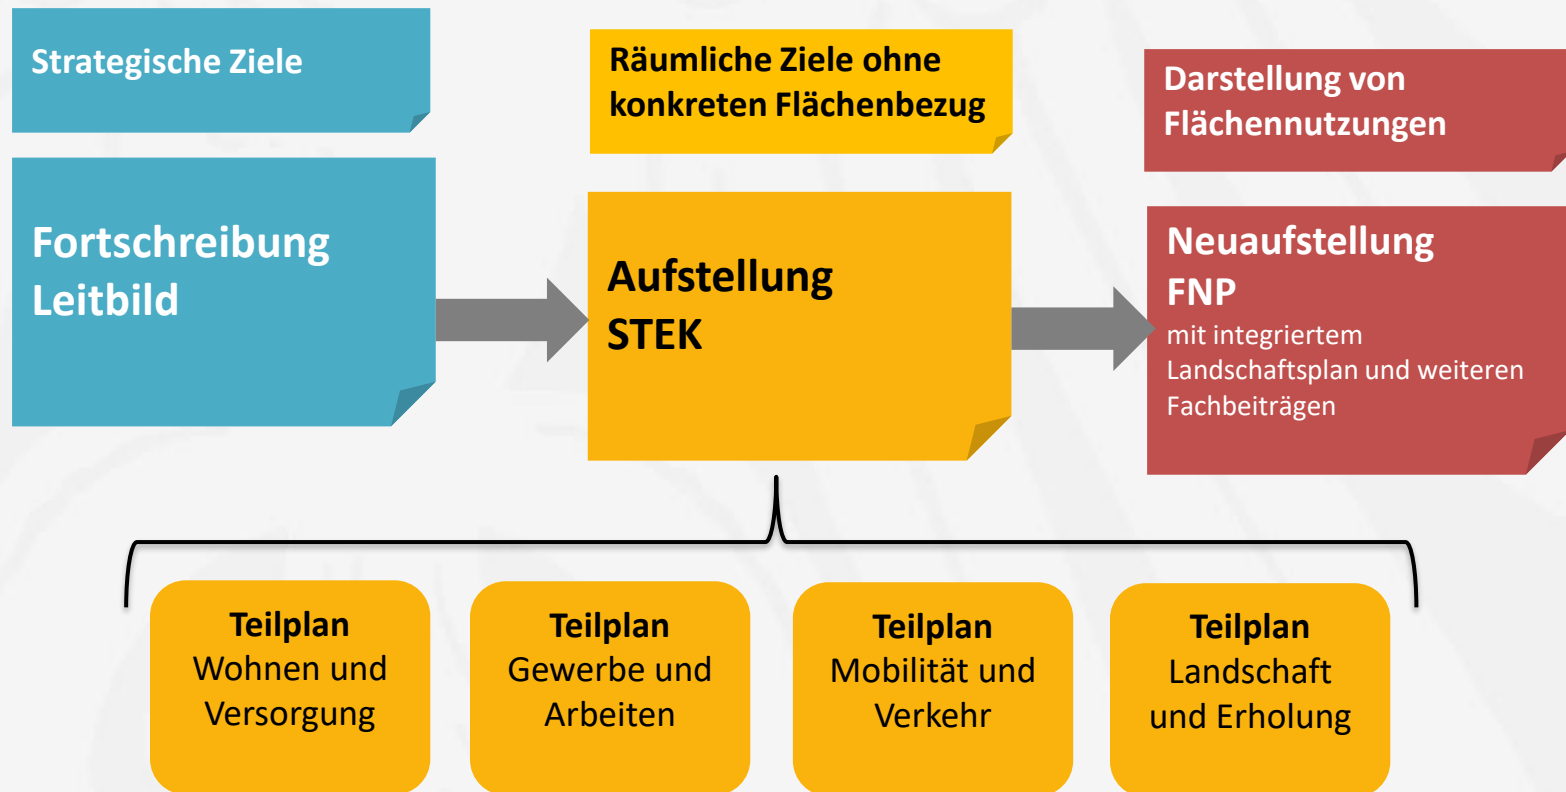 Strategische Ziele
Räumliche Ziele ohne
konkreten Flächenbezug
Darstellung von
Flächennutzungen
Fortschreibung
Leitbild
Aufstellung
STEK
Neuaufstellung
FNP
mit integriertem
Landschaftsplan und weiteren
Fachbeiträgen
Teilplan
Wohnen und
Versorgung
Teilplan
Gewerbe und
Arbeiten
Teilplan
Mobilität und
Verkehr
Teilplan
Landschaft
und Erholung